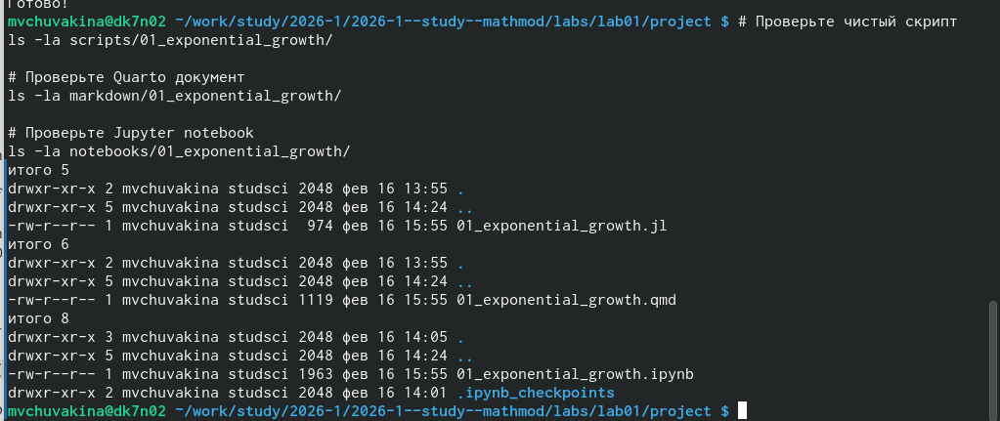 Готово!
mvchuvakina@dk7n02 ~/work/study/2026-1/2026-1--study--mathmod/labs/lab01/project $ # Проверьте чистый скрипт
ls -la scripts/01_exponential_growth/
# Проверьте Quarto документ
ls -la markdown/01_exponential_growth/
# Проверьте Jupyter notebook
ls -la notebooks/01_exponential_growth/
итого 5
drwxr-xr-x 2 mvchuvakina studsci 2048 фев 16 13:55 .
drwxr-xr-x 5 mvchuvakina studsci 2048 фев 16 14:24 ..
-rw-r--r-- 1 mvchuvakina studsci  974 фев 16 15:55 01_exponential_growth.jl
итого 6
drwxr-xr-x 2 mvchuvakina studsci 2048 фев 16 13:55 .
drwxr-xr-x 5 mvchuvakina studsci 2048 фев 16 14:24 ..
-rw-r--r-- 1 mvchuvakina studsci 1119 фев 16 15:55 01_exponential_growth.qmd
итого 8
drwxr-xr-x 3 mvchuvakina studsci 2048 фев 16 14:05 .
drwxr-xr-x 5 mvchuvakina studsci 2048 фев 16 14:24 ..
-rw-r--r-- 1 mvchuvakina studsci 1963 фев 16 15:55 01_exponential_growth.ipynb
drwxr-xr-x 2 mvchuvakina studsci 2048 фев 16 14:01 .ipynb_checkpoints
mvchuvakina@dk7n02 ~/work/study/2026-1/2026-1--study--mathmod/labs/lab01/project $